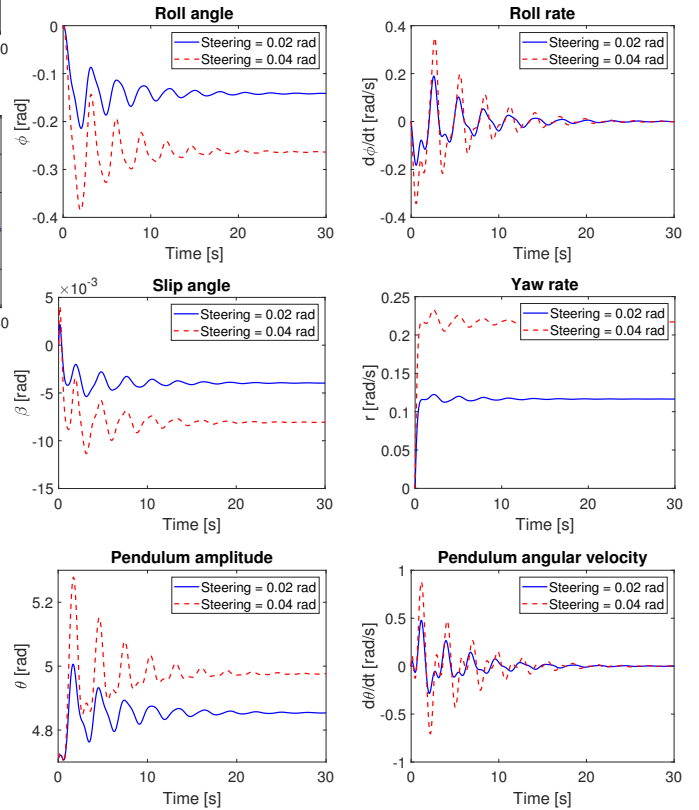 Roll angle
0
-0.1
-0.2
-0.3
-0.4
ϕ [rad]
Steering = 0.02 rad
Steering = 0.04 rad
0 10 20 30
Time [s]
Roll rate
0.4
0.2
0
-0.2
-0.4
dϕ/dt [rad/s]
Steering = 0.02 rad
Steering = 0.04 rad
0 10 20 30
Time [s]
0
0
Slip angle
×10⁻³
5
0
-5
-10
-15
β [rad]
Steering = 0.02 rad
Steering = 0.04 rad
0 10 20 30
Time [s]
Yaw rate
0.25
0.2
0.15
0.1
0.05
0
r [rad/s]
Steering = 0.02 rad
Steering = 0.04 rad
0 10 20 30
Time [s]
Pendulum amplitude
5.2
5
4.8
θ [rad]
Steering = 0.02 rad
Steering = 0.04 rad
0 10 20 30
Time [s]
Pendulum angular velocity
1
0.5
0
-0.5
-1
dθ/dt [rad/s]
Steering = 0.02 rad
Steering = 0.04 rad
0 10 20 30
Time [s]